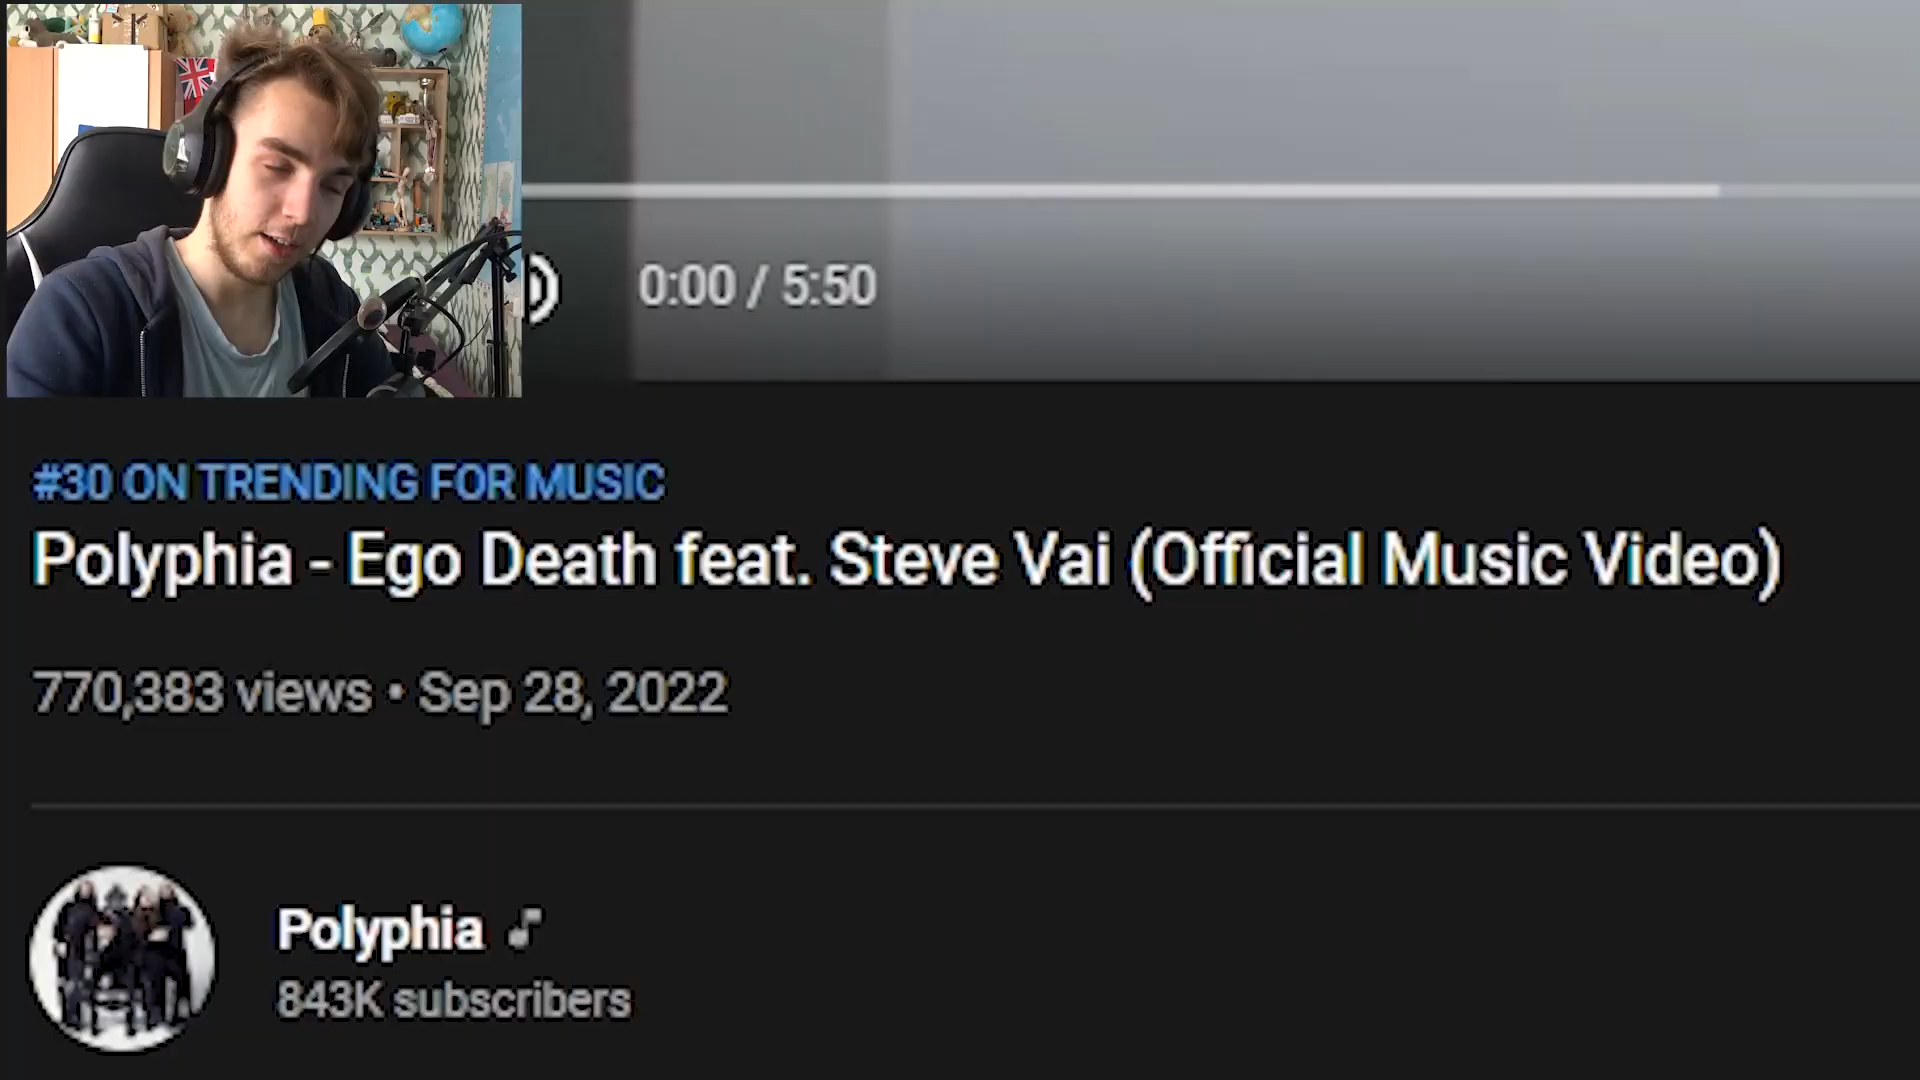 0:00 / 5:50
#30 ON TRENDING FOR MUSIC
Polyphia - Ego Death feat. Steve Vai (Official Music Video)
770,383 views • Sep 28, 2022
Polyphia
843K subscribers